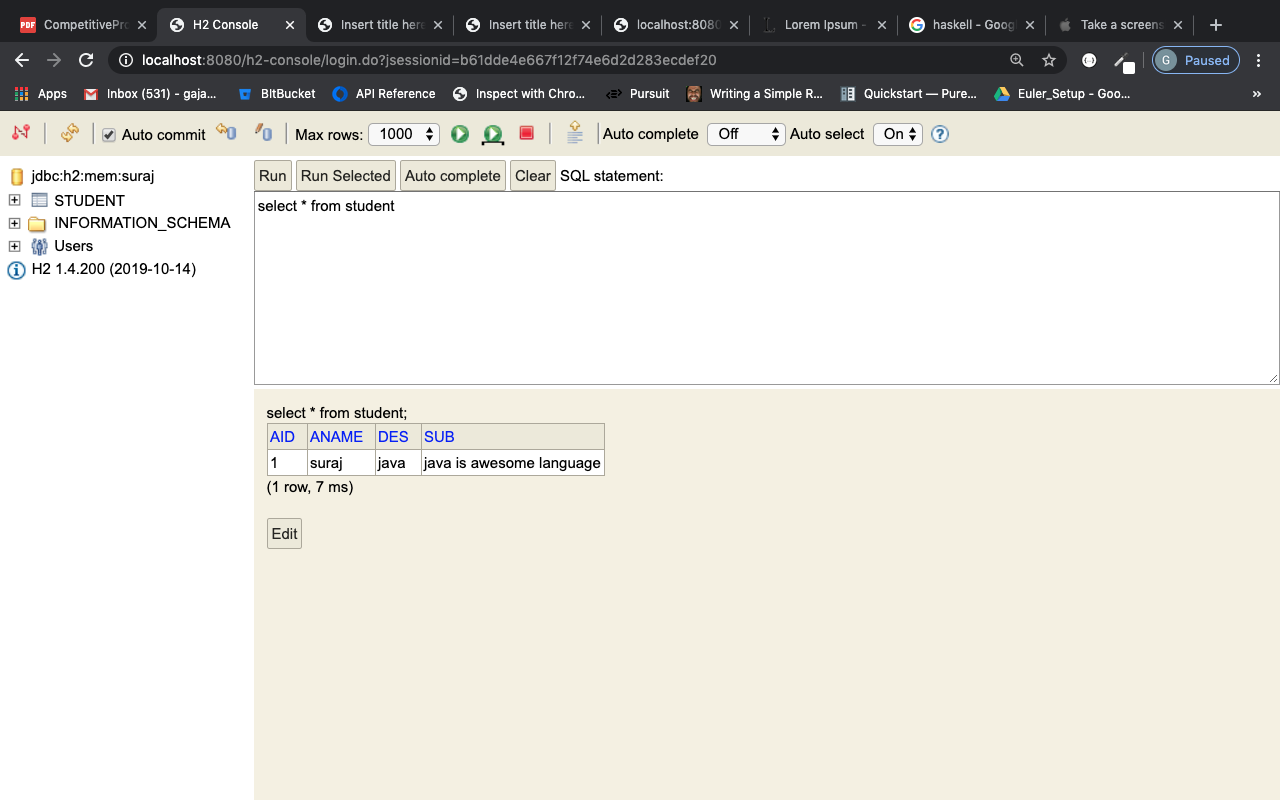 CompetitivePro
H2 Console
Insert title here
Insert title here
localhost:8080
Lorem Ipsum -
haskell - Goog
Take a screens
localhost:8080/h2-console/login.do?jsessionid=b61dde4e667f12f74e6d2d283ecdef20
G Paused
Apps
Inbox (531) - gaja...
BitBucket
API Reference
Inspect with Chro...
Pursuit
Writing a Simple R...
Quickstart — Pure...
Euler_Setup - Goo...
»
Auto commit
Max rows: 1000
Auto complete Off
Auto select On
jdbc:h2:mem:suraj
STUDENT
INFORMATION_SCHEMA
Users
H2 1.4.200 (2019-10-14)
Run Run Selected Auto complete Clear SQL statement:
select * from student
select * from student;
AID ANAME DES SUB
1 suraj java java is awesome language
(1 row, 7 ms)
Edit